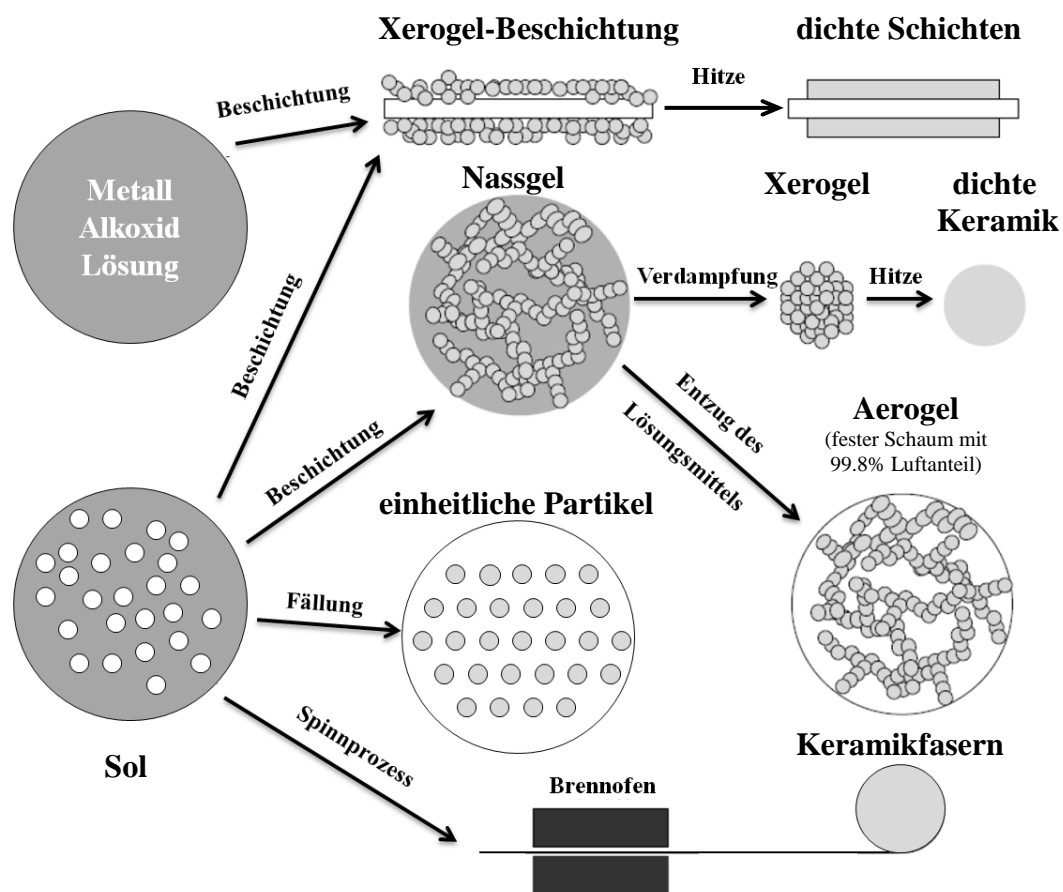 Xerogel-Beschichtung
dichte Schichten
Beschichtung
Hitze
Metall
Alkoxid
Lösung
Nassgel
Xerogel
dichte
Keramik
Beschichtung
Verdampfung
Hitze
Entzug des
Lösungsmittels
Aerogel
(fester Schaum mit
99.8% Luftanteil)
Beschichtung
einheitliche Partikel
Fällung
Spinnprozess
Sol
Keramikfasern
Brennofen